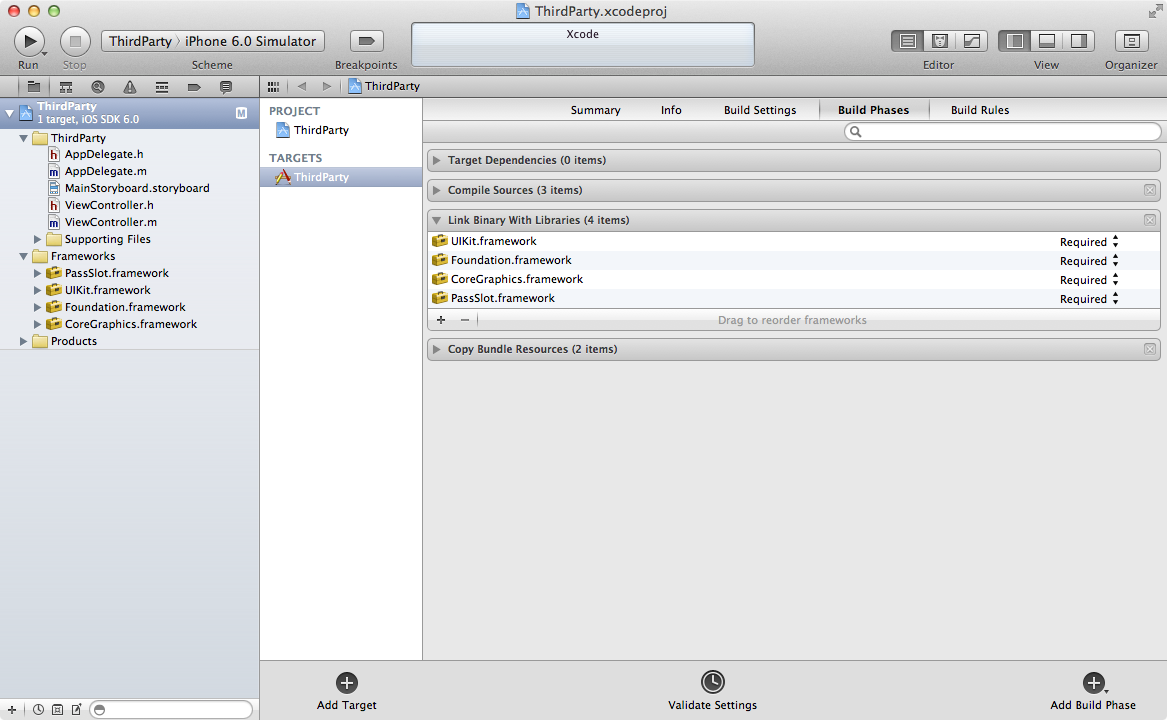 ThirdParty.xcodeproj
ThirdParty 〉 iPhone 6.0 Simulator
Xcode
Run
Stop
Scheme
Breakpoints
Editor
View
Organizer
ThirdParty
ThirdParty
1 target, iOS SDK 6.0
M
ThirdParty
h AppDelegate.h
m AppDelegate.m
MainStoryboard.storyboard
h ViewController.h
m ViewController.m
Supporting Files
Frameworks
PassSlot.framework
UIKit.framework
Foundation.framework
CoreGraphics.framework
Products
PROJECT
ThirdParty
TARGETS
ThirdParty
Summary
Info
Build Settings
Build Phases
Build Rules
Target Dependencies (0 items)
Compile Sources (3 items)
Link Binary With Libraries (4 items)
UIKit.framework Required
Foundation.framework Required
CoreGraphics.framework Required
PassSlot.framework Required
Drag to reorder frameworks
Copy Bundle Resources (2 items)
Add Target
Validate Settings
Add Build Phase